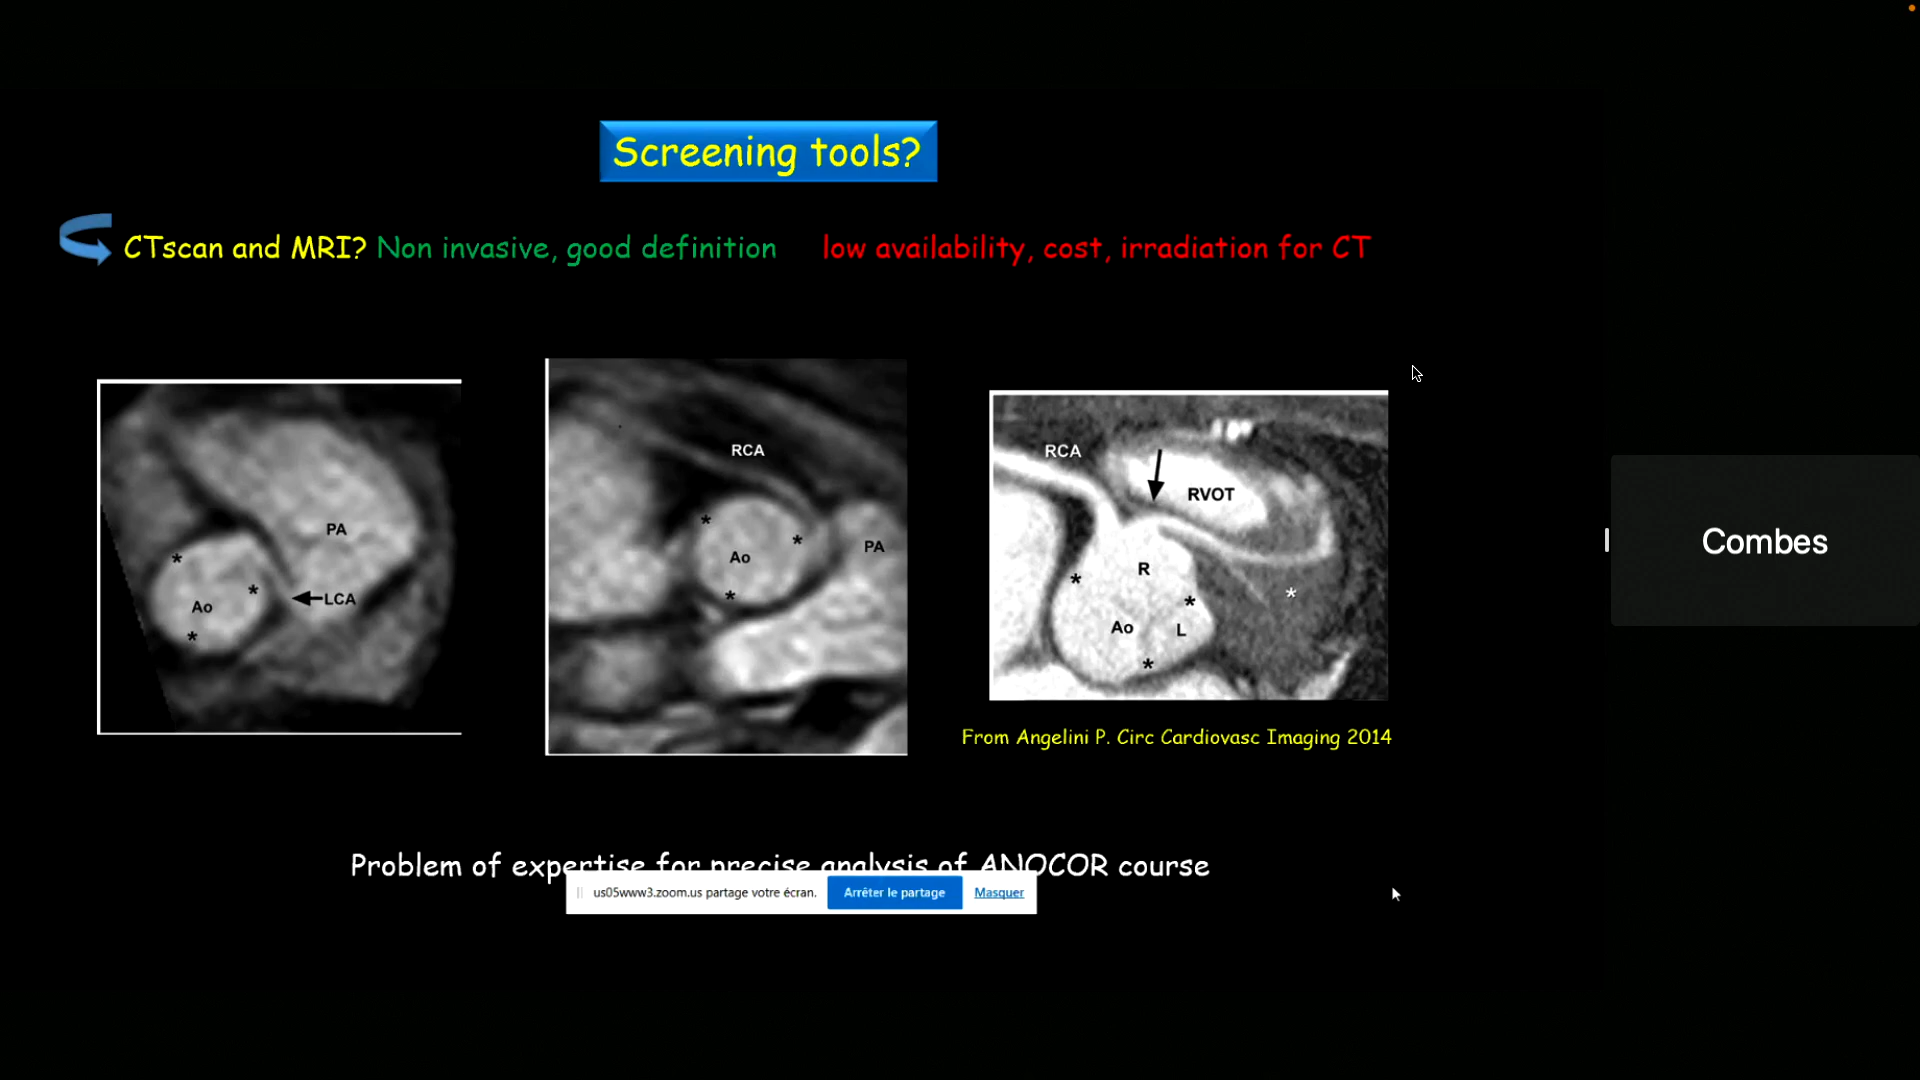 Screening tools?
CTscan and MRI? Non invasive, good definition low availability, cost, irradiation for CT
PA
*
*
Ao
LCA
*
RCA
*
*
Ao
PA
*
RCA
RVOT
R
*
*
*
Ao
L
*
From Angelini P. Circ Cardiovasc Imaging 2014
Problem of expertise for precise analysis of ANOCOR course
us05www3.zoom.us partage votre écran. Arrêter le partage Masquer
Combes